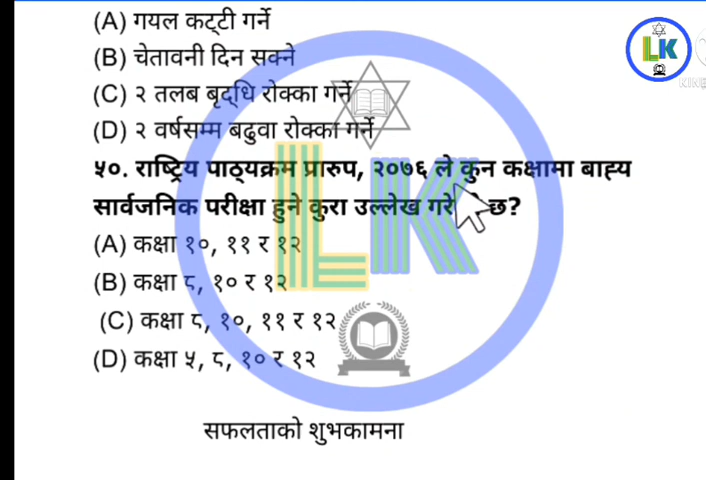 (A) गयल कट्टी गर्ने
(B) चेतावनी दिन सक्ने
(C) २ तलब बृद्धि रोक्का गर्ने
(D) २ वर्षसम्म बढुवा रोक्का गर्ने
५०. राष्ट्रिय पाठ्यक्रम प्रारुप, २०७६ ले कुन कक्षामा बाह्य
सार्वजनिक परीक्षा हुने कुरा उल्लेख गरे छ?
(A) कक्षा १०, ११ र १२
(B) कक्षा ८, १० र १२
(C) कक्षा ८, १०, ११ र १२
(D) कक्षा ५, ८, १० र १२
सफलताको शुभकामना
LK
LK